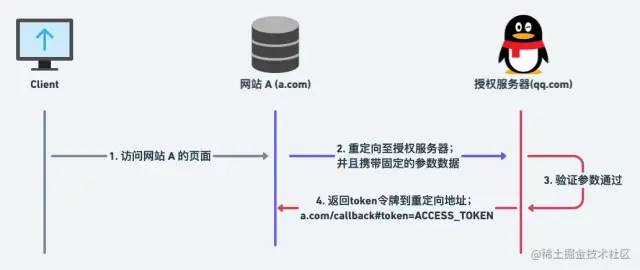 Client
网站 A (a.com)
授权服务器(qq.com)
1. 访问网站 A 的页面
2. 重定向至授权服务器；
并且携带固定的参数数据
3. 验证参数通过
4. 返回token令牌到重定向地址；
a.com/callback#token=ACCESS_TOKEN
@稀土掘金技术社区